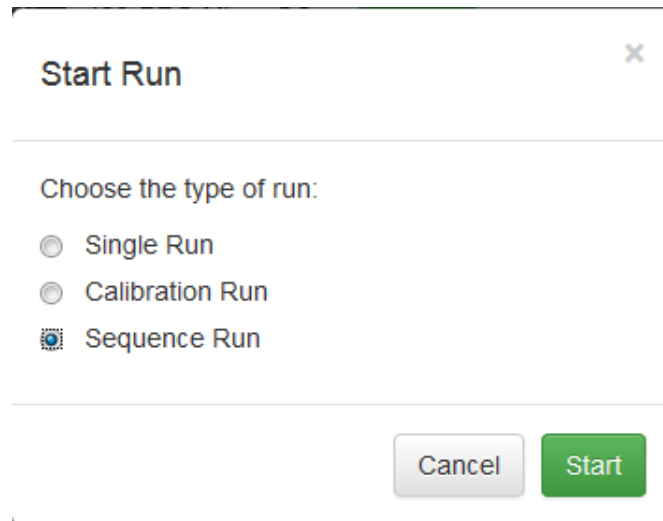 Start Run
×
Choose the type of run:
Single Run
Calibration Run
Sequence Run
Cancel
Start